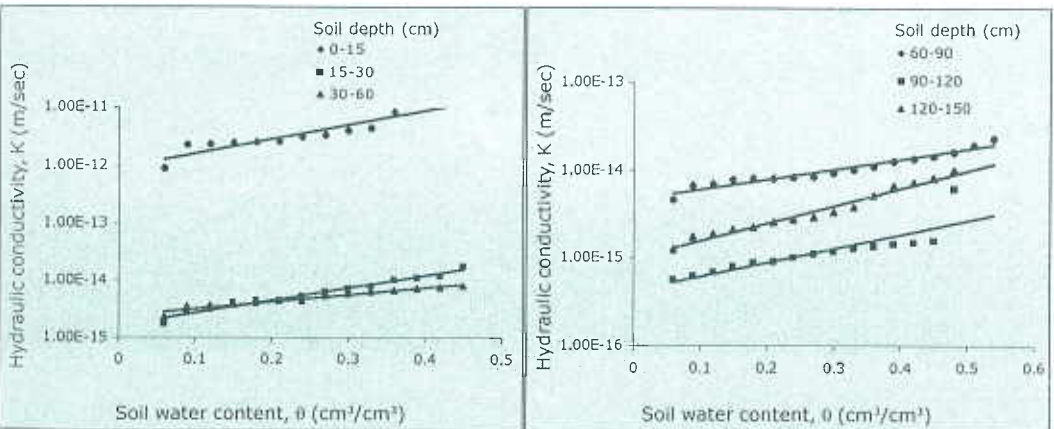 Soil depth (cm)
♦ 0-15
■ 15-30
▲ 30-60
Hydraulic conductivity, K (m/sec)
1.00E-11
1.00E-12
1.00E-13
1.00E-14
1.00E-15
0 0.1 0.2 0.3 0.4 0.5
Soil water content, θ (cm³/cm³)
Soil depth (cm)
♦ 60-90
■ 90-120
▲ 120-150
Hydraulic conductivity, K (m/sec)
1.00E-13
1.00E-14
1.00E-15
1.00E-16
0 0.1 0.2 0.3 0.4 0.5 0.6
Soil water content, θ (cm³/cm³)